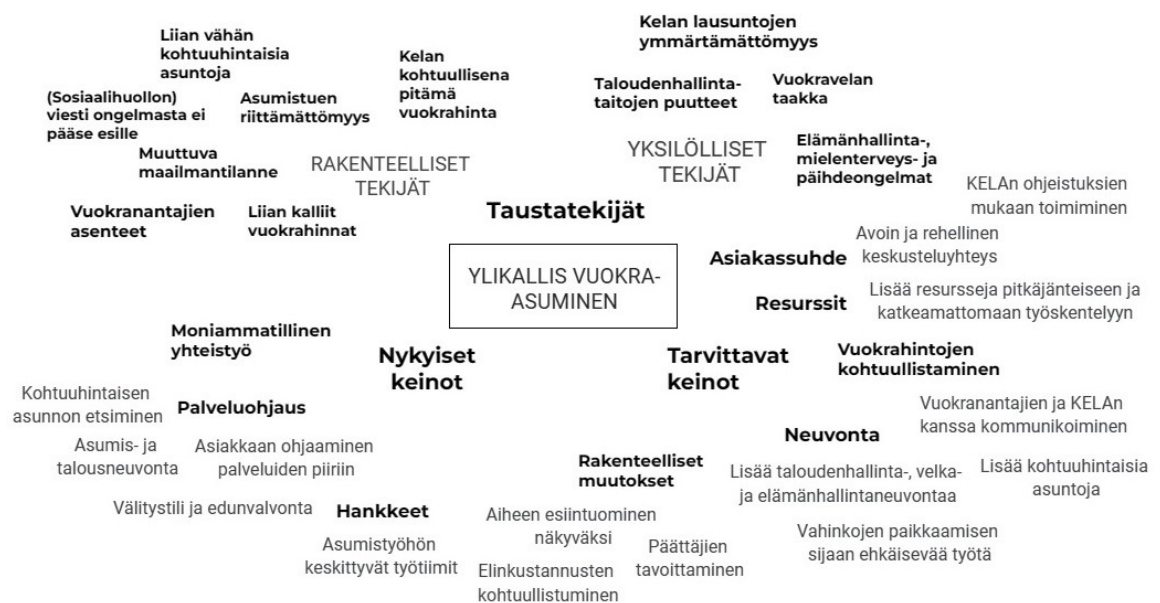 Liian vähän
kohtuuhintaisia
asuntoja
Kelan
kohtuullisena
pitämä
vuokrahinta
(Sosiaalihuollon)
viesti ongelmasta ei
pääse esille
Asumistuen
riittämättömyys
Muuttuva
maailmantilanne
RAKENTEELLISET
TEKIJÄT
Vuokranantajien
asenteet
Liian kalliit
vuokrahinnat
Kelan lausuntojen
ymmärtämättömyys
Taloudenhallinta-
taitojen puutteet
Vuokravelan
taakka
YKSILÖLLISET
TEKIJÄT
Elämänhallinta-,
mielenterveys- ja
päihdeongelmat
Taustatekijät
KELAn ohjeistuksien
mukaan toimiminen
Asiakassuhde
Avoin ja rehellinen
keskusteluyhteys
YLIKALLIS VUOKRA-
ASUMINEN
Resurssit
Lisää resursseja pitkäjänteiseen ja
katkeamattomaan työskentelyyn
Moniammatillinen
yhteistyö
Nykyiset
keinot
Kohtuuhintaisen
asunnon etsiminen
Palveluohjaus
Asumis- ja
talousneuvonta
Asiakkaan ohjaaminen
palveluiden piiriin
Välitystili ja edunvalvonta
Hankkeet
Asumistyöhön
keskittyvät työtiimit
Tarvittavat
keinot
Vuokrahintojen
kohtuullistaminen
Vuokranantajien ja KELAn
kanssa kommunikoiminen
Neuvonta
Lisää taloudenhallinta-, velka-
ja elämänhallintaneuvontaa
Lisää kohtuuhintaisia
asuntoja
Rakenteelliset
muutokset
Aiheen esiintuominen
näkyväksi
Päättäjien
tavoittaminen
Elinkustannusten
kohtuullistuminen
Vahinkojen paikkaamisen
sijaan ehkäisevää työtä